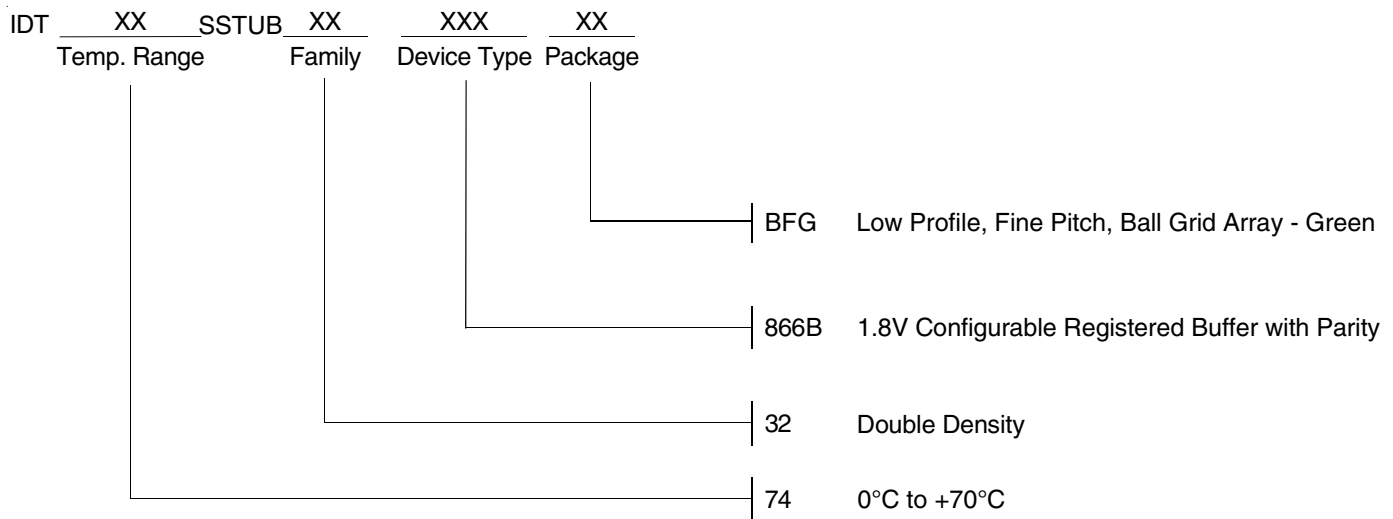 IDT XX SSTUB XX XXX XX
Temp. Range Family Device Type Package
BFG Low Profile, Fine Pitch, Ball Grid Array - Green
866B 1.8V Configurable Registered Buffer with Parity
32 Double Density
74 0°C to +70°C